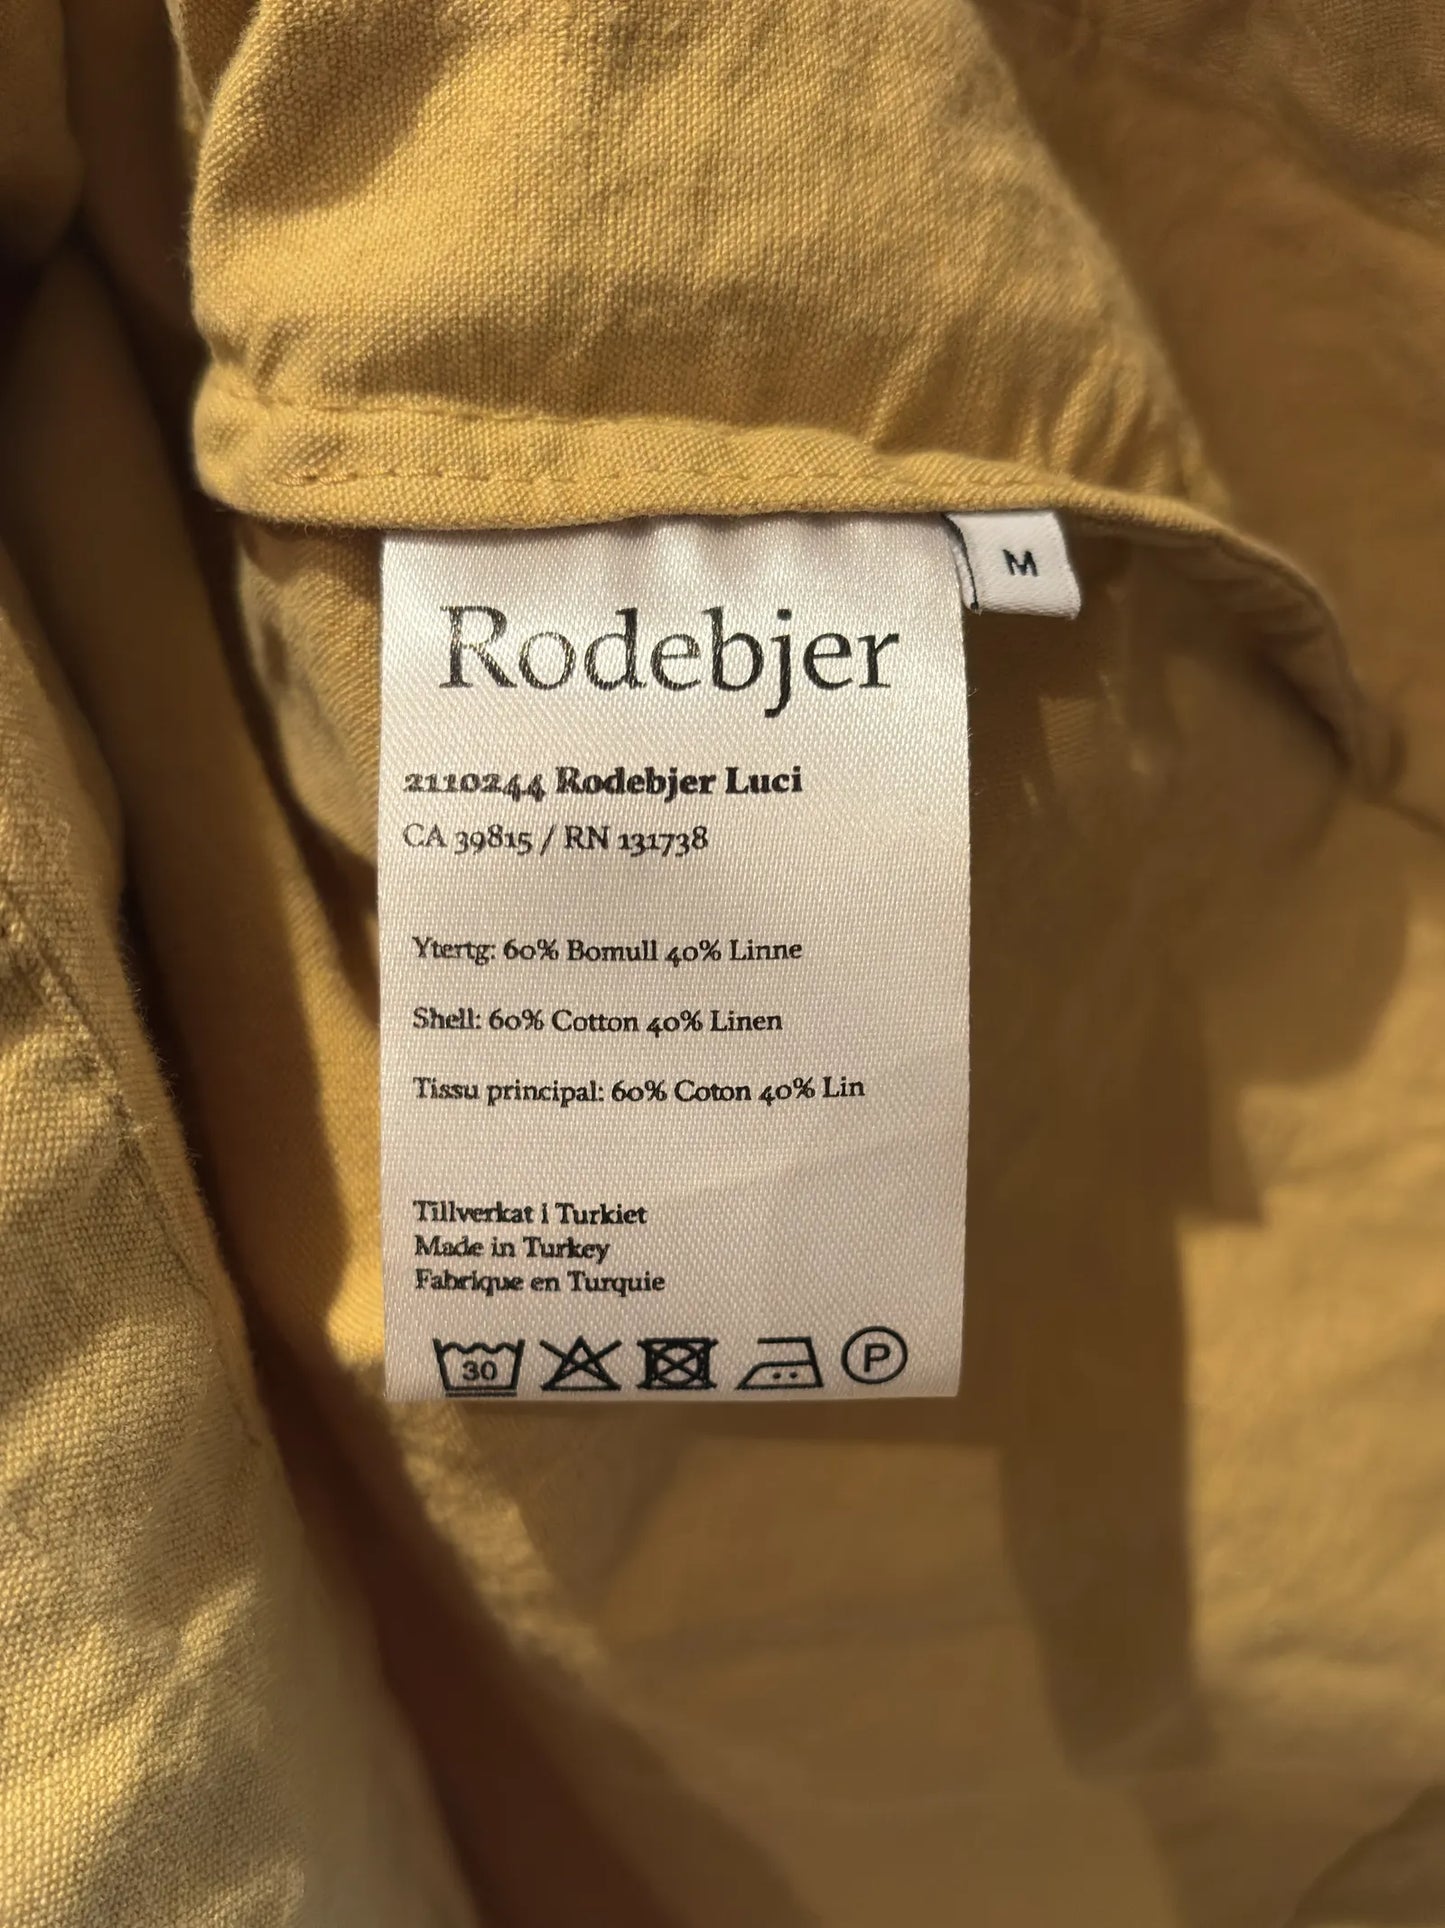 M
Rodebjer
2110244 Rodebjer Luci
CA 39815 / RN 131738
Ytertg: 60% Bomull 40% Linne
Shell: 60% Cotton 40% Linen
Tissu principal: 60% Coton 40% Lin
Tillverkat i Turkiet
Made in Turkey
Fabrique en Turquie
30 P